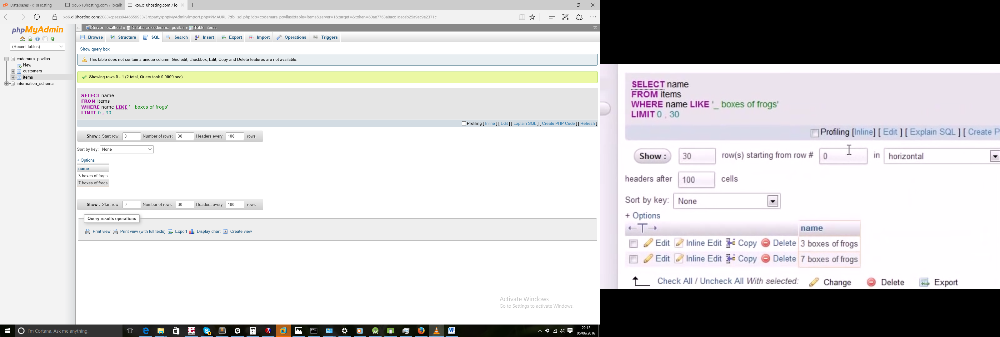 Databases - x10Hosting
xo6.x10hosting.com / localh
xo6.x10hosting.com / lo
xo6.x10hosting.com:2083/cpsess9446659933/3rdparty/phpMyAdmin/import.php#PMAURL-7:tbl_sql.php?db=codemara_povilas&table=items&server=1&target=&token=60ae7763a8acc1decab25a9ec9e2371c
phpMyAdmin
(Recent tables) ...
codemara_povilas
New
customers
items
information_schema
Server: localhost » Database: codemara_povilas » Table: items
Browse Structure SQL Search Insert Export Import Operations Triggers
Show query box
This table does not contain a unique column. Grid edit, checkbox, Edit, Copy and Delete features are not available.
Showing rows 0 - 1 (2 total, Query took 0.0009 sec)
SELECT name
FROM items
WHERE name LIKE '_ boxes of frogs'
LIMIT 0 , 30
Profiling [ Inline ] [ Edit ] [ Explain SQL ] [ Create PHP Code ] [ Refresh ]
Show : Start row: 0 Number of rows: 30 Headers every 100 rows
Sort by key: None
+ Options
name
3 boxes of frogs
7 boxes of frogs
Show : Start row: 0 Number of rows: 30 Headers every 100 rows
Query results operations
Print view Print view (with full texts) Export Display chart Create view
Activate Windows
Go to Settings to activate Windows.
I'm Cortana. Ask me anything.
22:13
05/06/2016
SELECT name
FROM items
WHERE name LIKE '_ boxes of frogs'
LIMIT 0 , 30
Profiling [Inline] [ Edit ] [ Explain SQL ] [ Create P
Show : 30 row(s) starting from row # 0 in horizontal
headers after 100 cells
Sort by key: None
+ Options
←T→ name
Edit Inline Edit Copy Delete 3 boxes of frogs
Edit Inline Edit Copy Delete 7 boxes of frogs
Check All / Uncheck All With selected: Change Delete Export